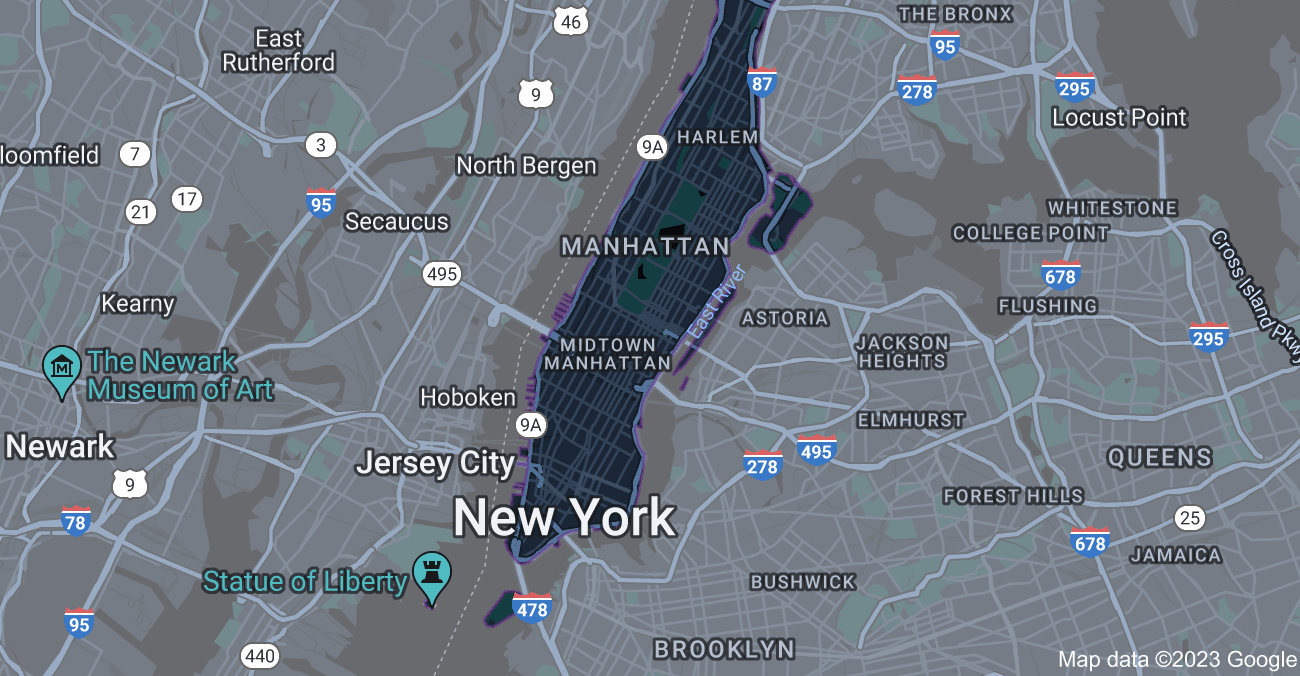 THE BRONX
46
East
Rutherford
95
87
278
295
9
Locust Point
HARLEM
3
9A
loomfield
7
North Bergen
17
95
21
Secaucus
WHITESTONE
COLLEGE POINT
MANHATTAN
Cross Island Pkwy
495
678
East River
Kearny
FLUSHING
ASTORIA
295
MIDTOWN
MANHATTAN
JACKSON
HEIGHTS
The Newark
Museum of Art
Hoboken
9A
ELMHURST
Newark
495
278
QUEENS
Jersey City
9
FOREST HILLS
New York
78
25
678
JAMAICA
Statue of Liberty
BUSHWICK
478
95
BROOKLYN
440
Map data ©2023 Google